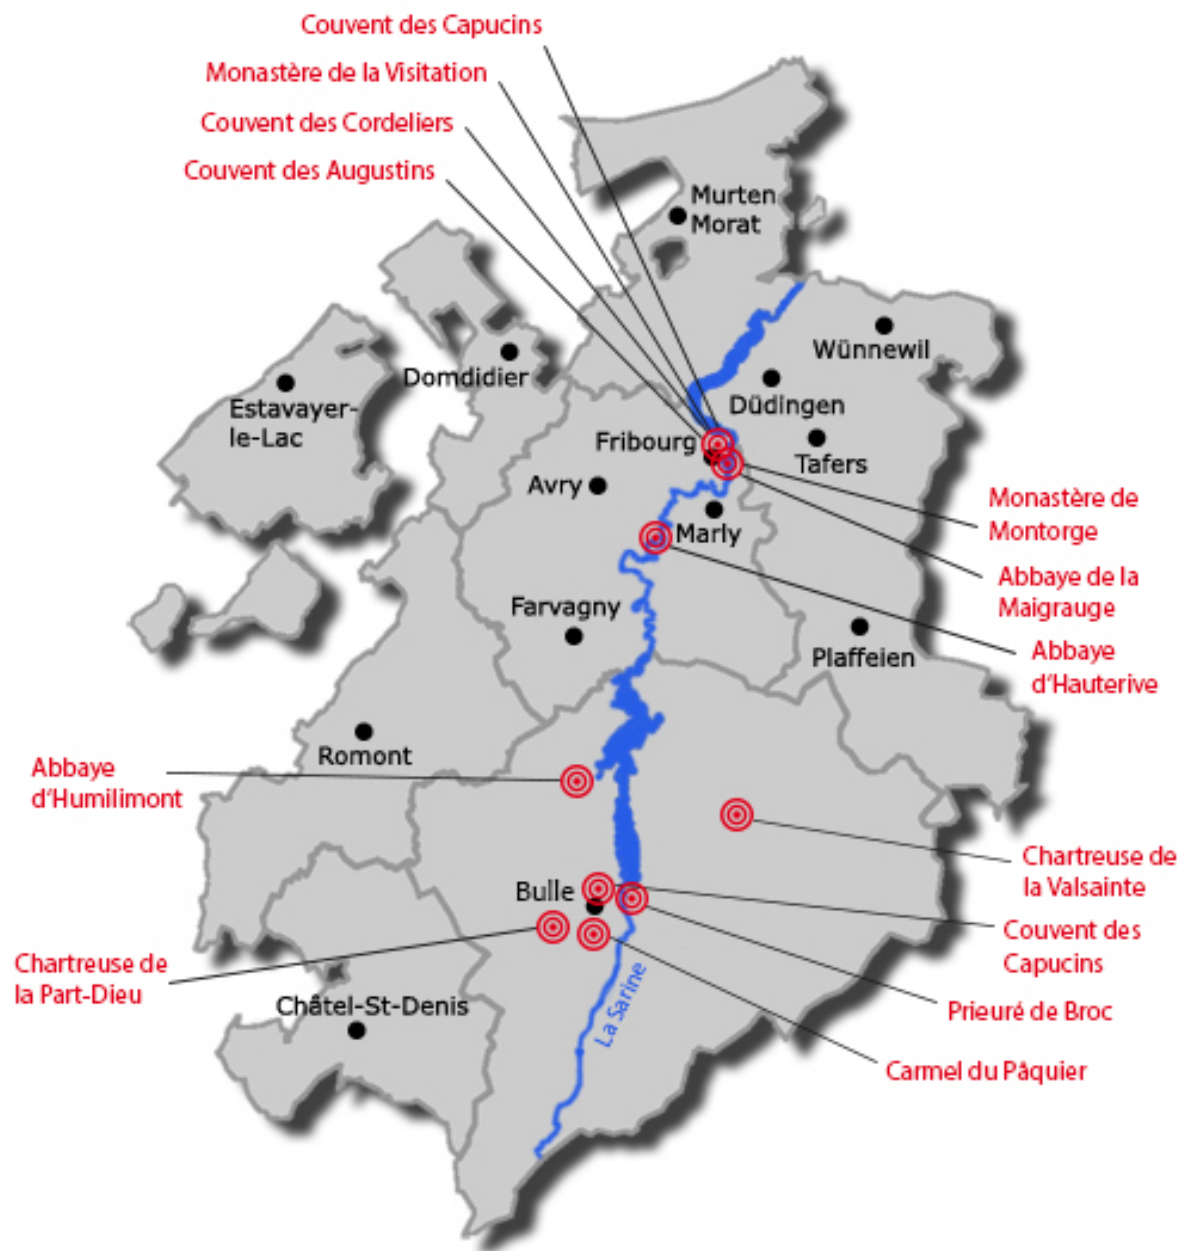 Couvent des Capucins
Monastère de la Visitation
Couvent des Cordeliers
Couvent des Augustins
Murten
Morat
Wünnewil
Domdidier
Düdingen
Estavayer-
le-Lac
Fribourg
Tafers
Avry
Marly
Monastère de
Montorge
Abbaye de la
Maigrauge
Farvagny
Plaffeien
Abbaye
d'Hauterive
Romont
Abbaye
d'Humilimont
Chartreuse de
la Valsainte
Bulle
Couvent des
Capucins
Chartreuse de
la Part-Dieu
Châtel-St-Denis
La Sarine
Prieuré de Broc
Carmel du Pâquier